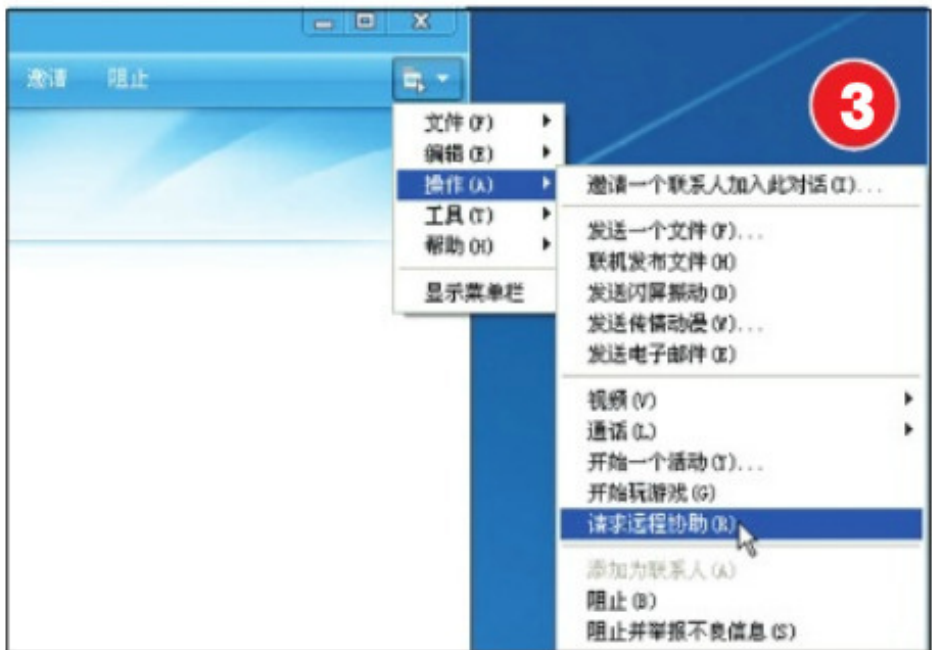 邀请 阻止
3
文件(F)
编辑(E)
操作(A)
工具(T)
帮助(H)
显示菜单栏
邀请一个联系人加入此对话(I)...
发送一个文件(F)...
联机发布文件(H)
发送闪屏振动(D)
发送传情动漫(W)...
发送电子邮件(E)
视频(V)
通话(L)
开始一个活动(T)...
开始玩游戏(G)
请求远程协助(R)
添加为联系人(A)
阻止(B)
阻止并举报不良信息(S)